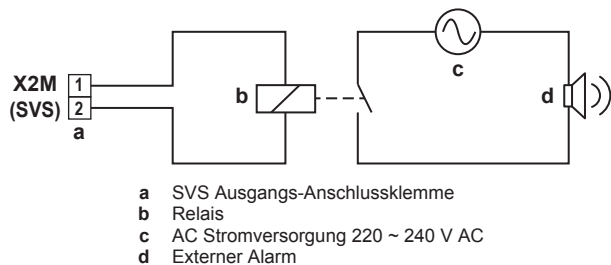 X2M
(SVS)
1
2
a
b
c
d
a SVS Ausgangs-Anschlussklemme
b Relais
c AC Stromversorgung 220 ~ 240 V AC
d Externer Alarm